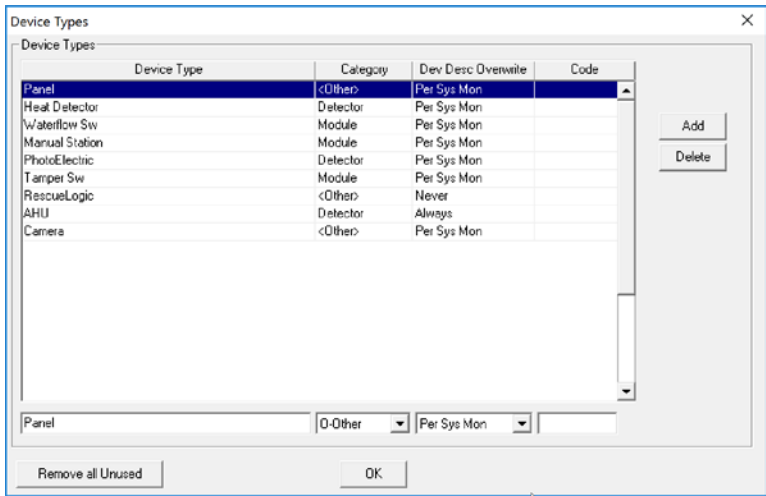 Device Types
Device Types
Device Type Category Dev Desc Overwrite Code
Panel <Other> Per Sys Mon
Heat Detector Detector Per Sys Mon
Waterflow Sw Module Per Sys Mon
Manual Station Module Per Sys Mon
PhotoElectric Detector Per Sys Mon
Tamper Sw Module Per Sys Mon
RescueLogic <Other> Never
AHU Detector Always
Camera <Other> Per Sys Mon
Add
Delete
Panel O-Other Per Sys Mon
Remove all Unused OK